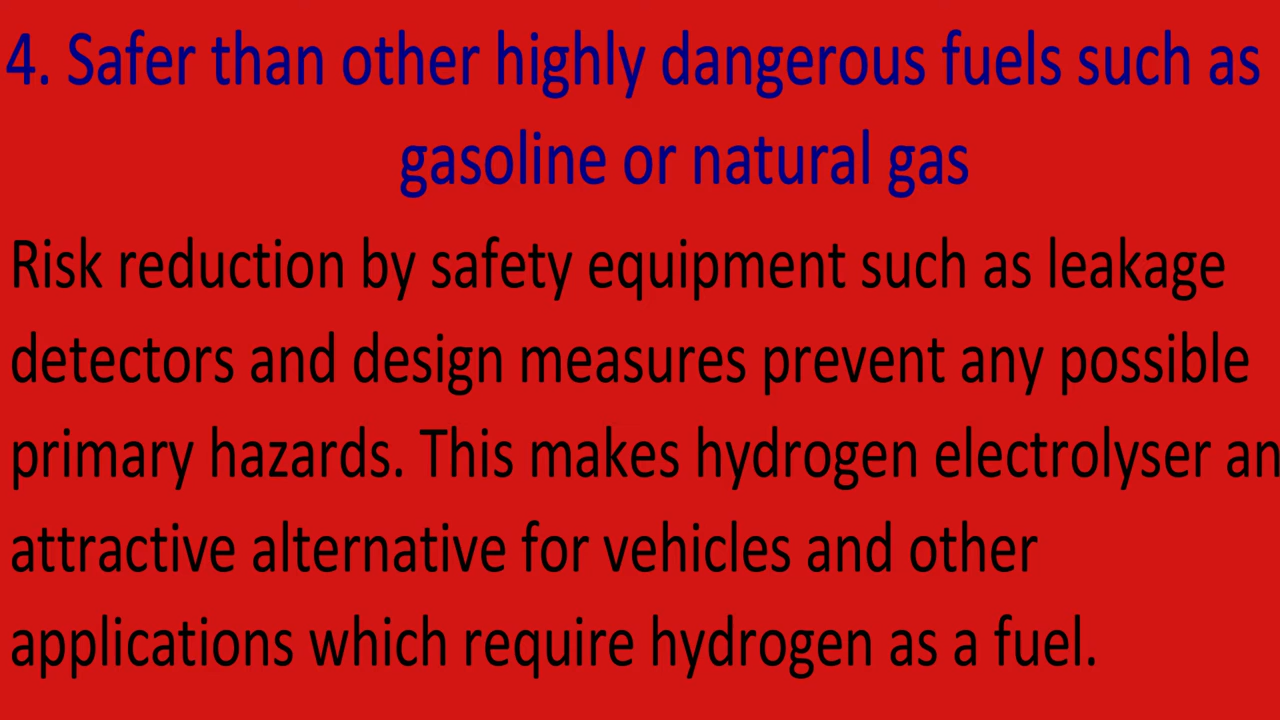 4. Safer than other highly dangerous fuels such as
gasoline or natural gas
Risk reduction by safety equipment such as leakage
detectors and design measures prevent any possible
primary hazards. This makes hydrogen electrolyser an
attractive alternative for vehicles and other
applications which require hydrogen as a fuel.